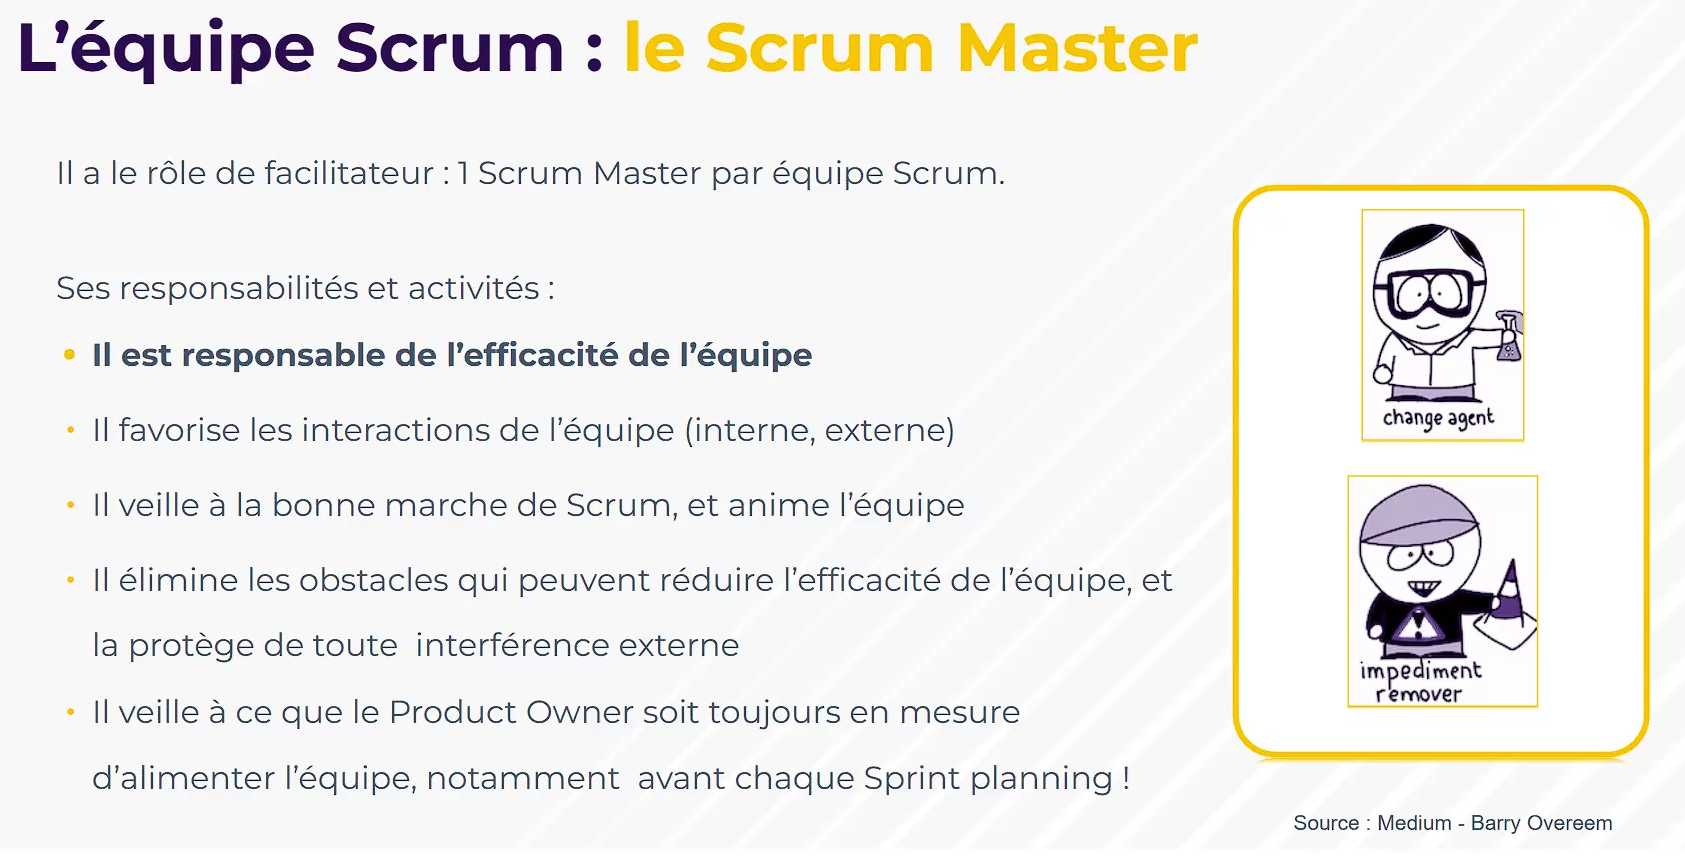 L’équipe Scrum : le Scrum Master
Il a le rôle de facilitateur : 1 Scrum Master par équipe Scrum.
Ses responsabilités et activités :
• Il est responsable de l’efficacité de l’équipe
• Il favorise les interactions de l’équipe (interne, externe)
• Il veille à la bonne marche de Scrum, et anime l’équipe
• Il élimine les obstacles qui peuvent réduire l’efficacité de l’équipe, et
la protège de toute interférence externe
• Il veille à ce que le Product Owner soit toujours en mesure
d’alimenter l’équipe, notamment avant chaque Sprint planning !
change agent
impediment
remover
Source : Medium - Barry Overeem